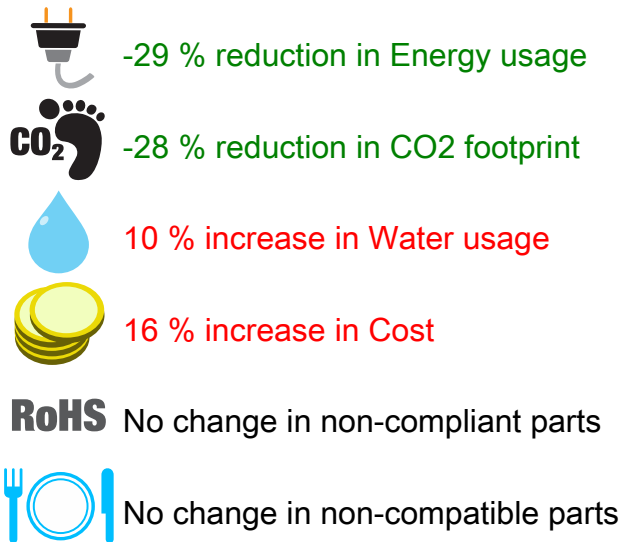 -29 % reduction in Energy usage
CO2 -28 % reduction in CO2 footprint
10 % increase in Water usage
16 % increase in Cost
RoHS No change in non-compliant parts
No change in non-compatible parts